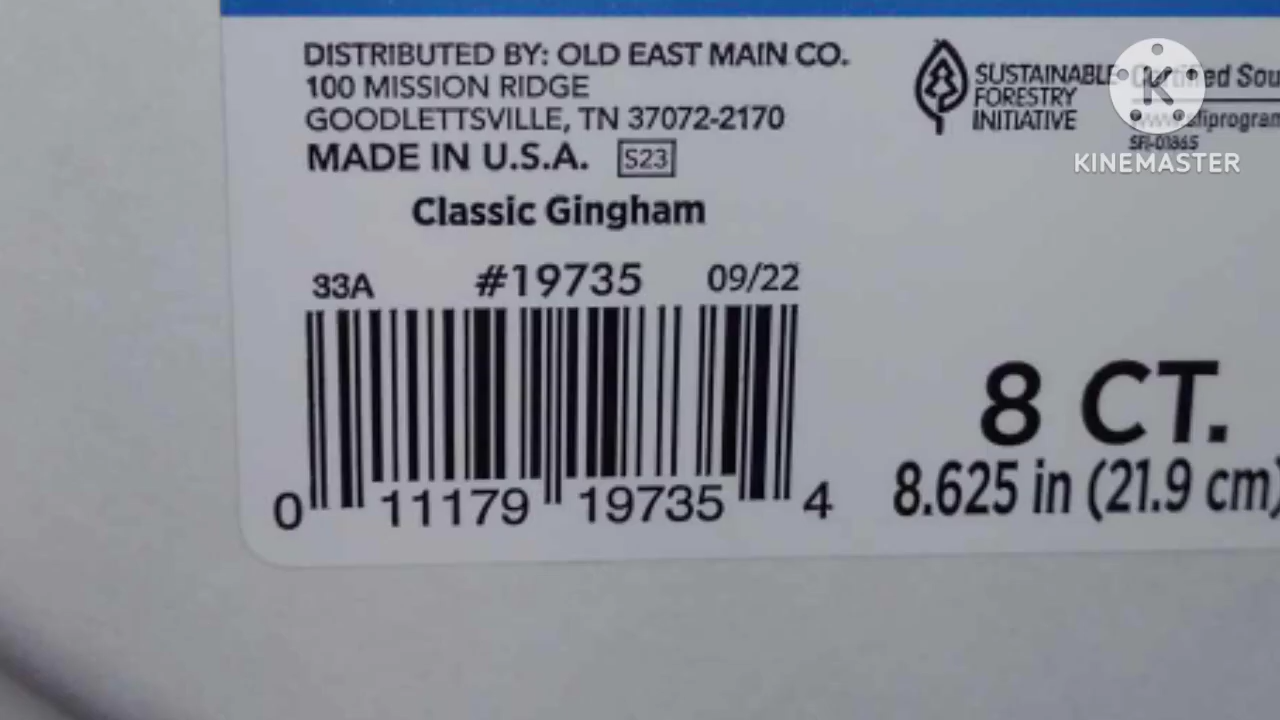 DISTRIBUTED BY: OLD EAST MAIN CO.
100 MISSION RIDGE
GOODLETTSVILLE, TN 37072-2170
MADE IN U.S.A. S23
Classic Gingham
33A #19735 09/22
0 11179 19735 4
SUSTAINABLE
FORESTRY
INITIATIVE
SFI-01865
K
KINEMASTER
8 CT.
8.625 in (21.9 cm)